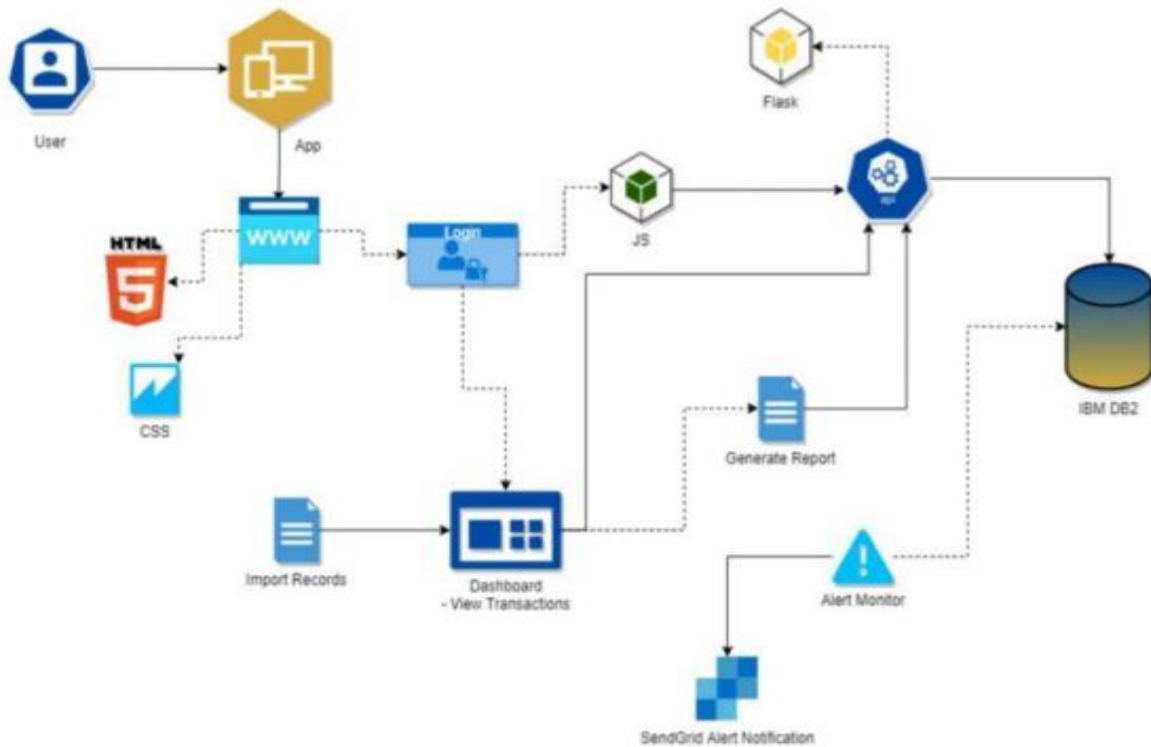 User
App
Flask
WWW
Login
JS
api
HTML
5
CSS
IBM DB2
Generate Report
Import Records
Dashboard
- View Transactions
Alert Monitor
SendGrid Alert Notification